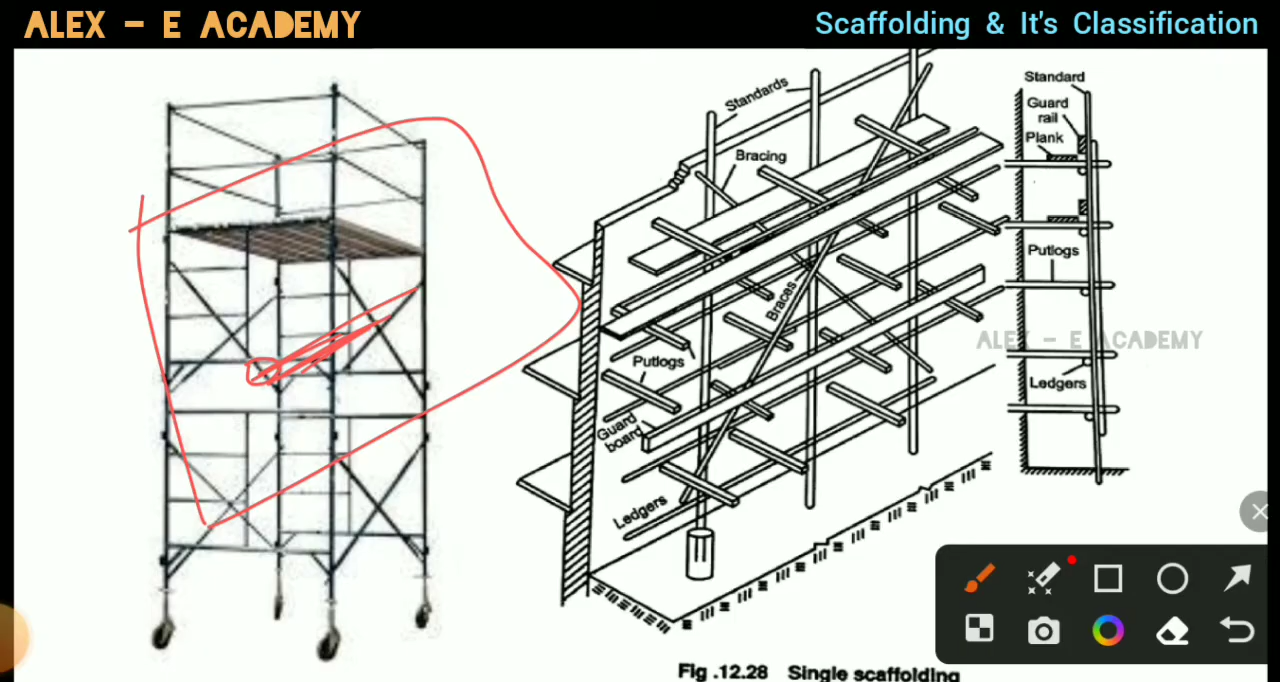 ALEX - E ACADEMY
Scaffolding & It's Classification
Standards
Bracing
Braces
Putlogs
Guard
board
Ledgers
Standard
Guard
rail
Plank
Putlogs
ALEX - E ACADEMY
Ledgers
Fig .12.28 Single scaffolding